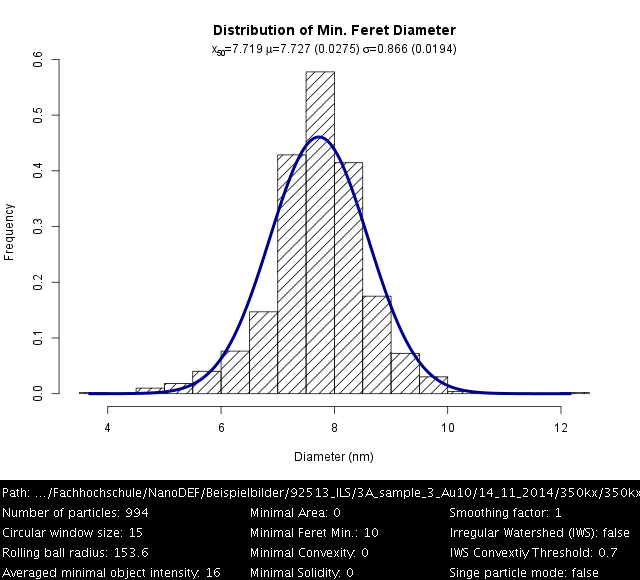 Distribution of Min. Feret Diameter
x50=7.719 μ=7.727 (0.0275) σ=0.866 (0.0194)
0.6
0.5
0.4
0.3
0.2
0.1
0.0
Frequency
4 6 8 10 12
Diameter (nm)
Path: .../Fachhochschule/NanoDEF/Beispielbilder/92513_ILS/3A_sample_3_Au10/14_11_2014/350kx/350kx
Number of particles: 994 Minimal Area: 0 Smoothing factor: 1
Circular window size: 15 Minimal Feret Min.: 10 Irregular Watershed (IWS): false
Rolling ball radius: 153.6 Minimal Convexity: 0 IWS Convextiy Threshold: 0.7
Averaged minimal object intensity: 16 Minimal Solidity: 0 Singe particle mode: false